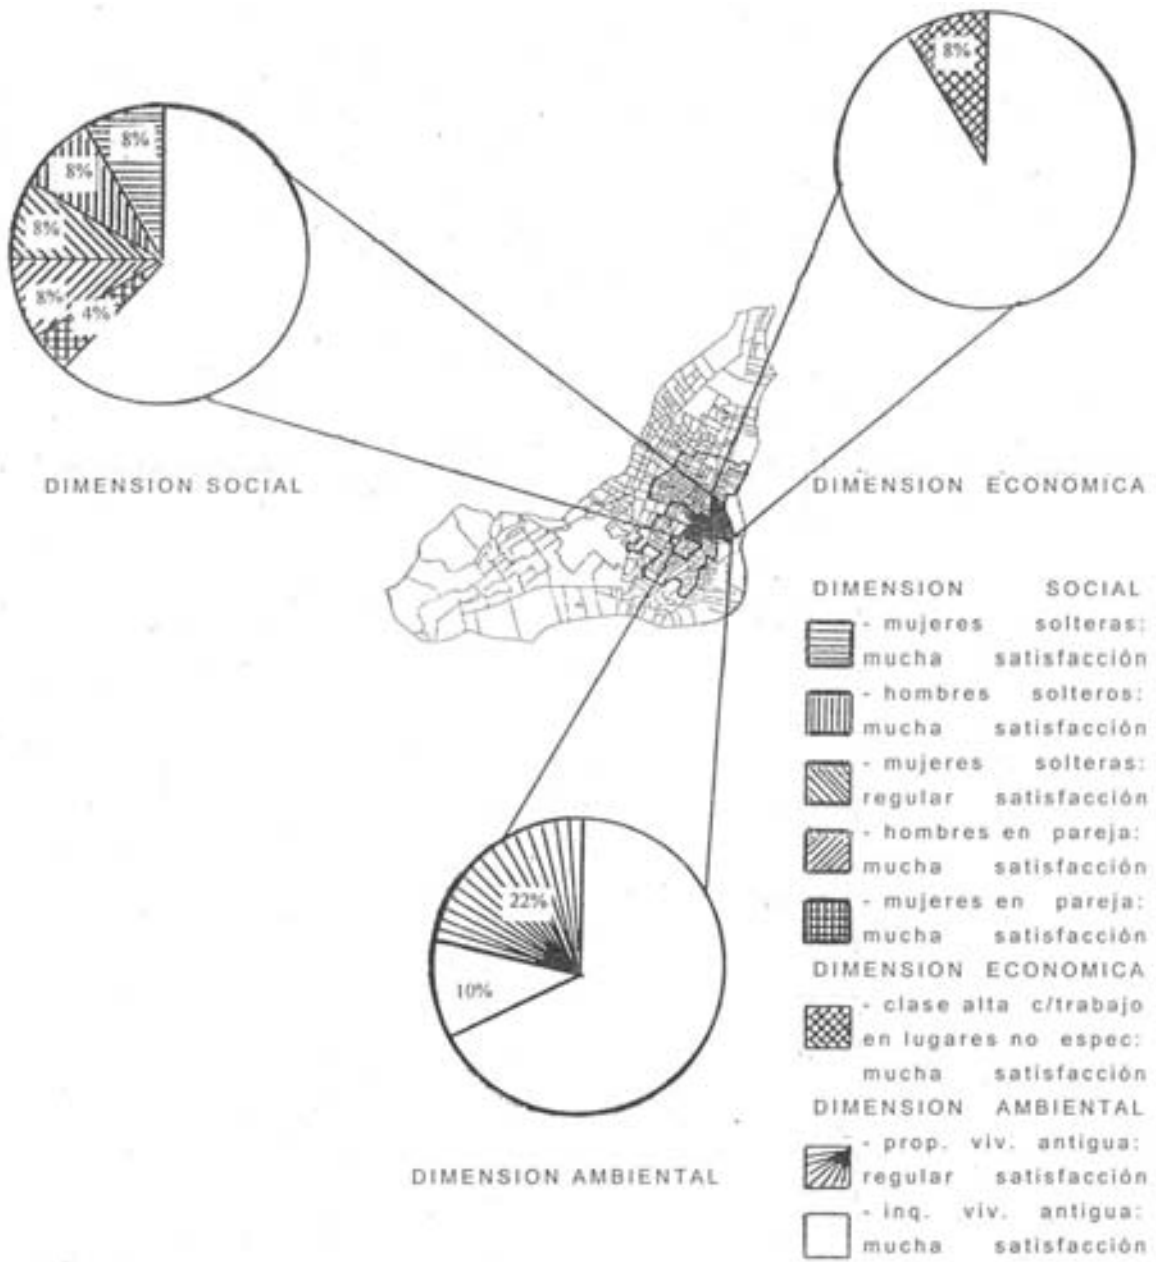 8%
8%
8%
8%
8%
4%
DIMENSION SOCIAL
DIMENSION ECONOMICA
DIMENSION SOCIAL
- mujeres solteras:
mucha satisfacción
- hombres solteros:
mucha satisfacción
- mujeres solteras:
regular satisfacción
- hombres en pareja:
mucha satisfacción
- mujeres en pareja:
mucha satisfacción
DIMENSION ECONOMICA
- clase alta c/trabajo
en lugares no espec:
mucha satisfacción
DIMENSION AMBIENTAL
- prop. viv. antigua:
regular satisfacción
- inq. viv. antigua:
mucha satisfacción
22%
10%
DIMENSION AMBIENTAL